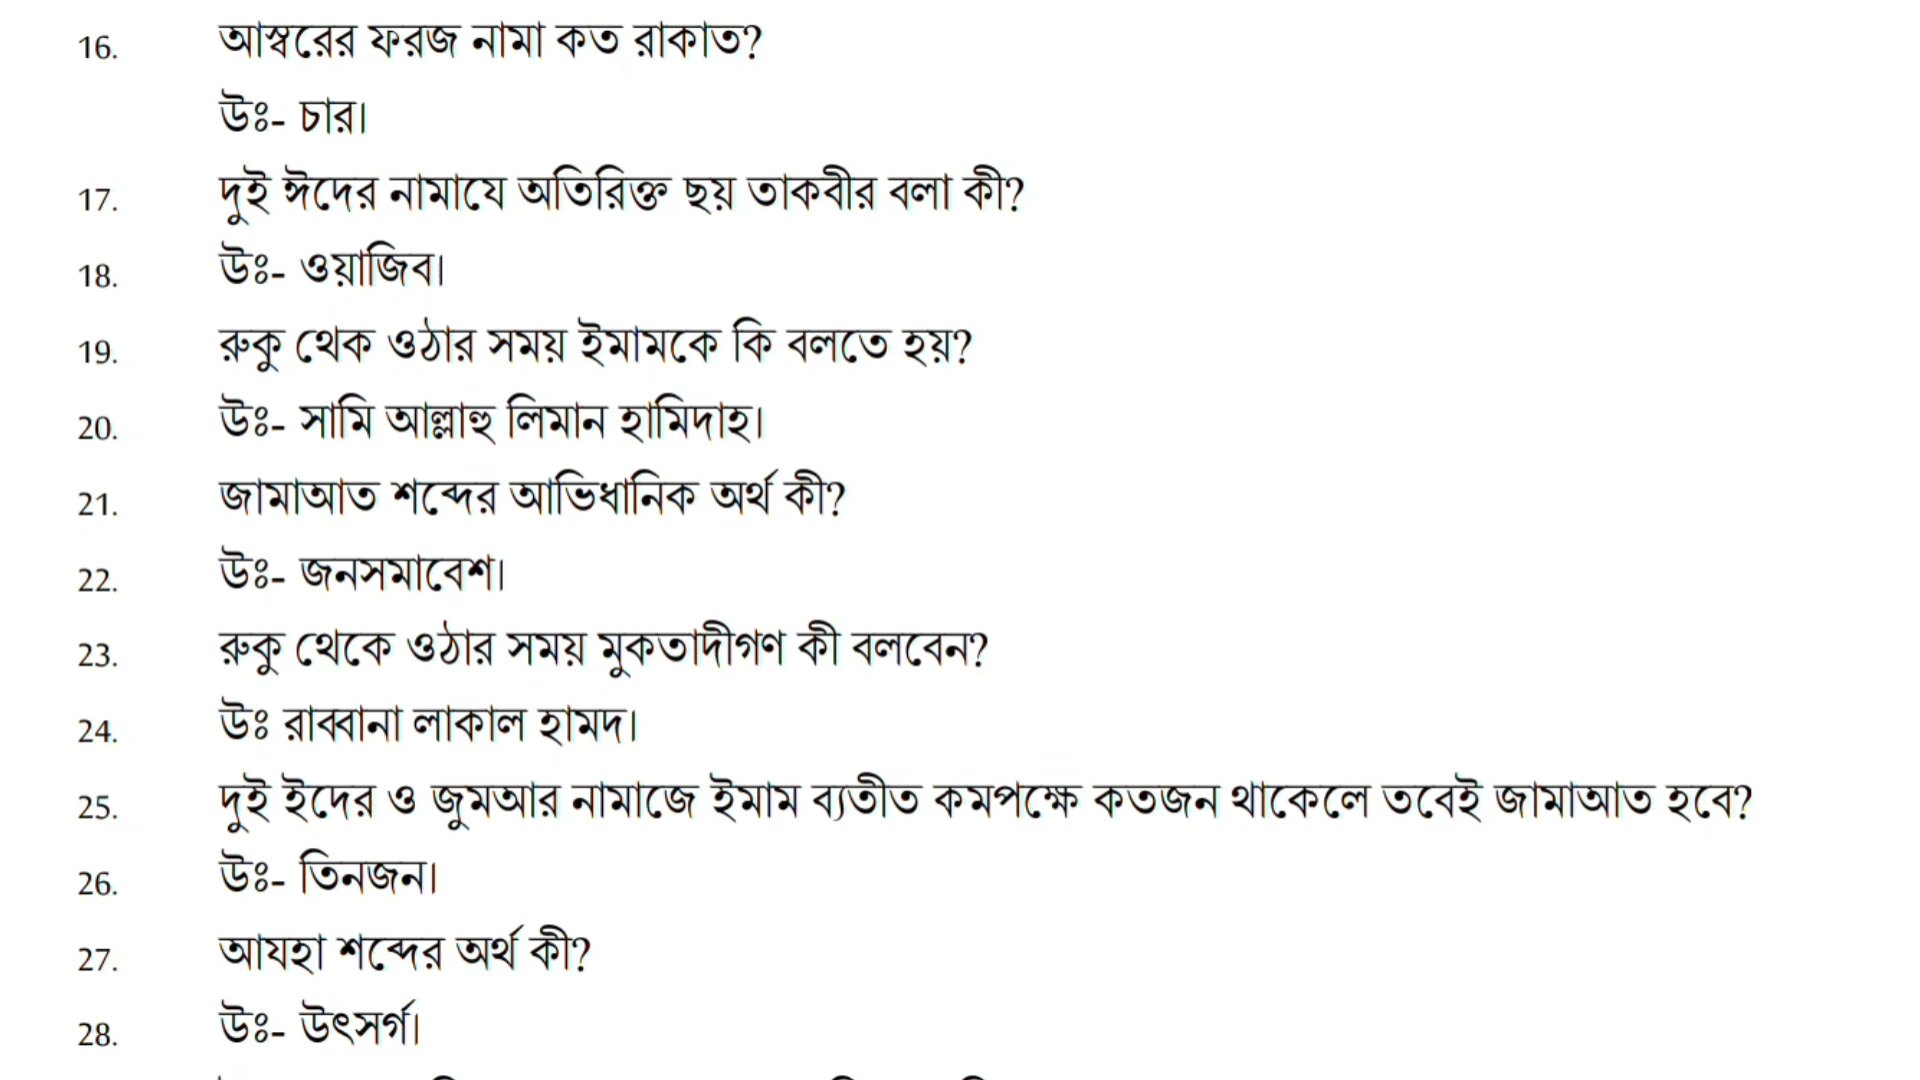 16. আস্বরের ফরজ নামা কত রাকাত?
উঃ- চার।
17. দুই ঈদের নামাযে অতিরিক্ত ছয় তাকবীর বলা কী?
18. উঃ- ওয়াজিব।
19. রুকু থেক ওঠার সময় ইমামকে কি বলতে হয়?
20. উঃ- সামি আল্লাহু লিমান হামিদাহ।
21. জামাআত শব্দের আভিধানিক অর্থ কী?
22. উঃ- জনসমাবেশ।
23. রুকু থেকে ওঠার সময় মুকতাদীগণ কী বলবেন?
24. উঃ রাব্বানা লাকাল হামদ।
25. দুই ইদের ও জুমআর নামাজে ইমাম ব্যতীত কমপক্ষে কতজন থাকেলে তবেই জামাআত হবে?
26. উঃ- তিনজন।
27. আযহা শব্দের অর্থ কী?
28. উঃ- উৎসর্গ।